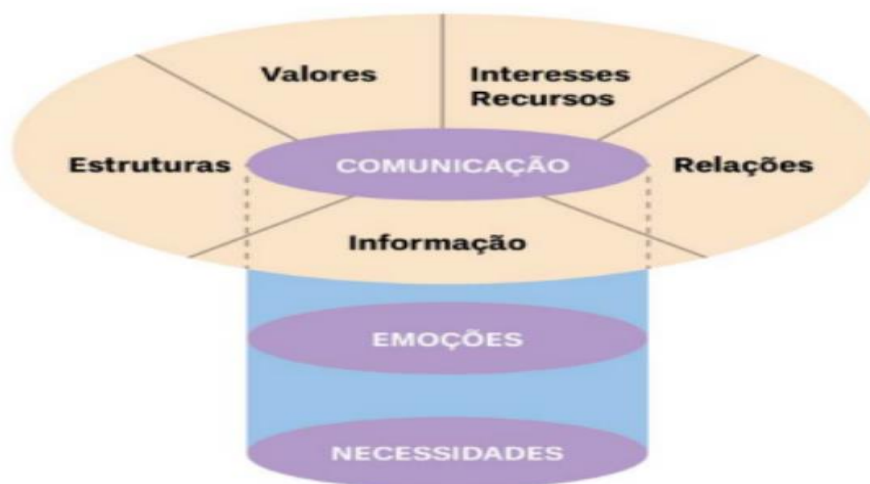 Valores
Interesses
Recursos
Estruturas
COMUNICAÇÃO
Relações
Informação
EMOÇÕES
NECESSIDADES